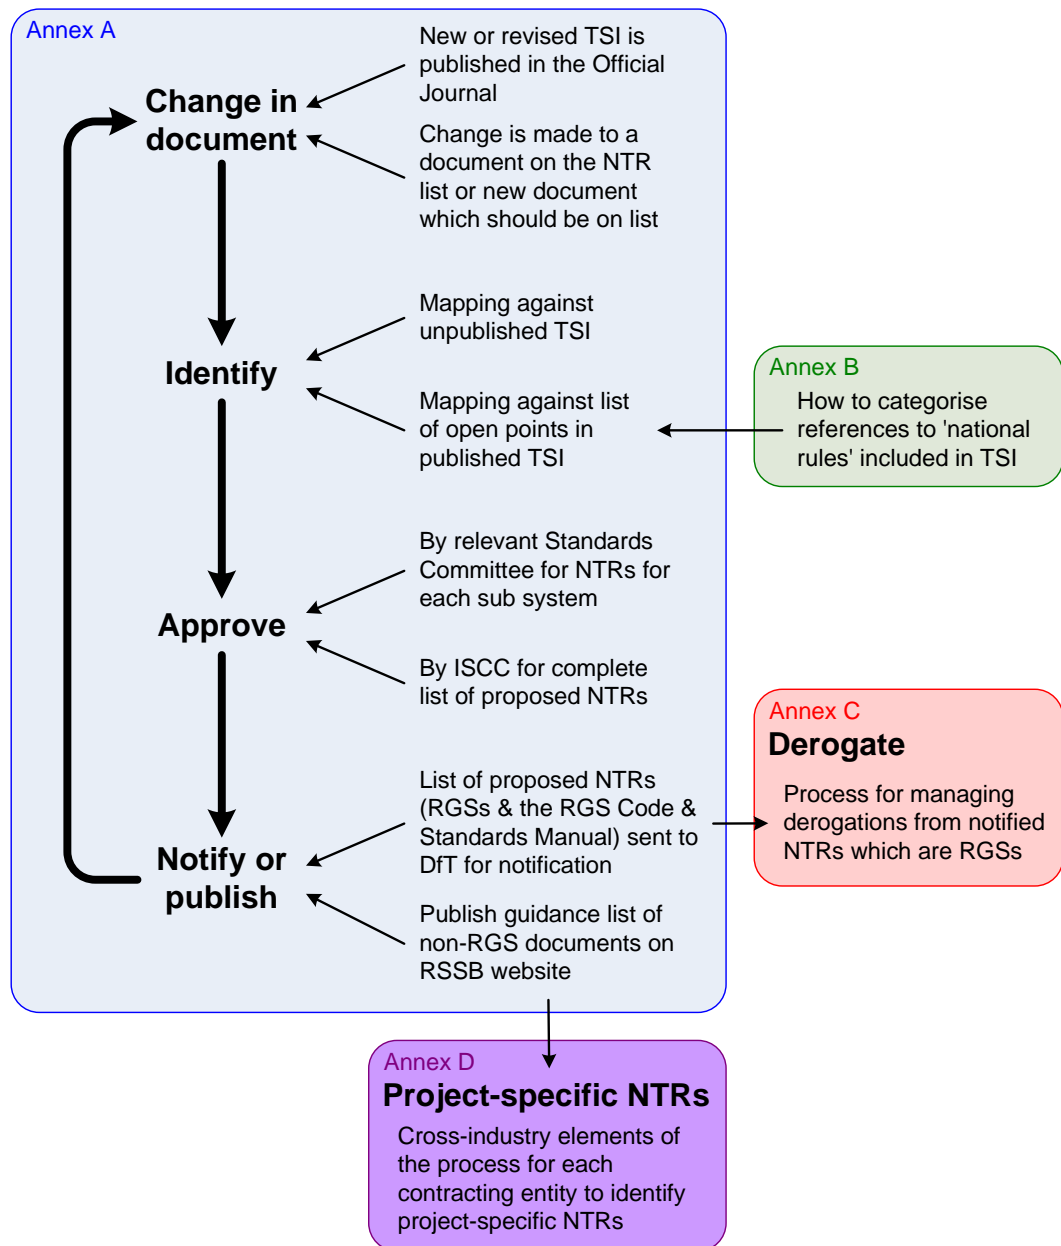 Annex A
New or revised TSI is
published in the Official
Journal
Change in
document
Change is made to a
document on the NTR
list or new document
which should be on list
Mapping against
unpublished TSI
Identify
Mapping against list
of open points in
published TSI
Annex B
How to categorise
references to 'national
rules' included in TSI
By relevant Standards
Committee for NTRs for
each sub system
Approve
By ISCC for complete
list of proposed NTRs
List of proposed NTRs
(RGSs & the RGS Code &
Standards Manual) sent to
DfT for notification
Notify or
publish
Publish guidance list of
non-RGS documents on
RSSB website
Annex C
Derogate
Process for managing
derogations from notified
NTRs which are RGSs
Annex D
Project-specific NTRs
Cross-industry elements of
the process for each
contracting entity to identify
project-specific NTRs